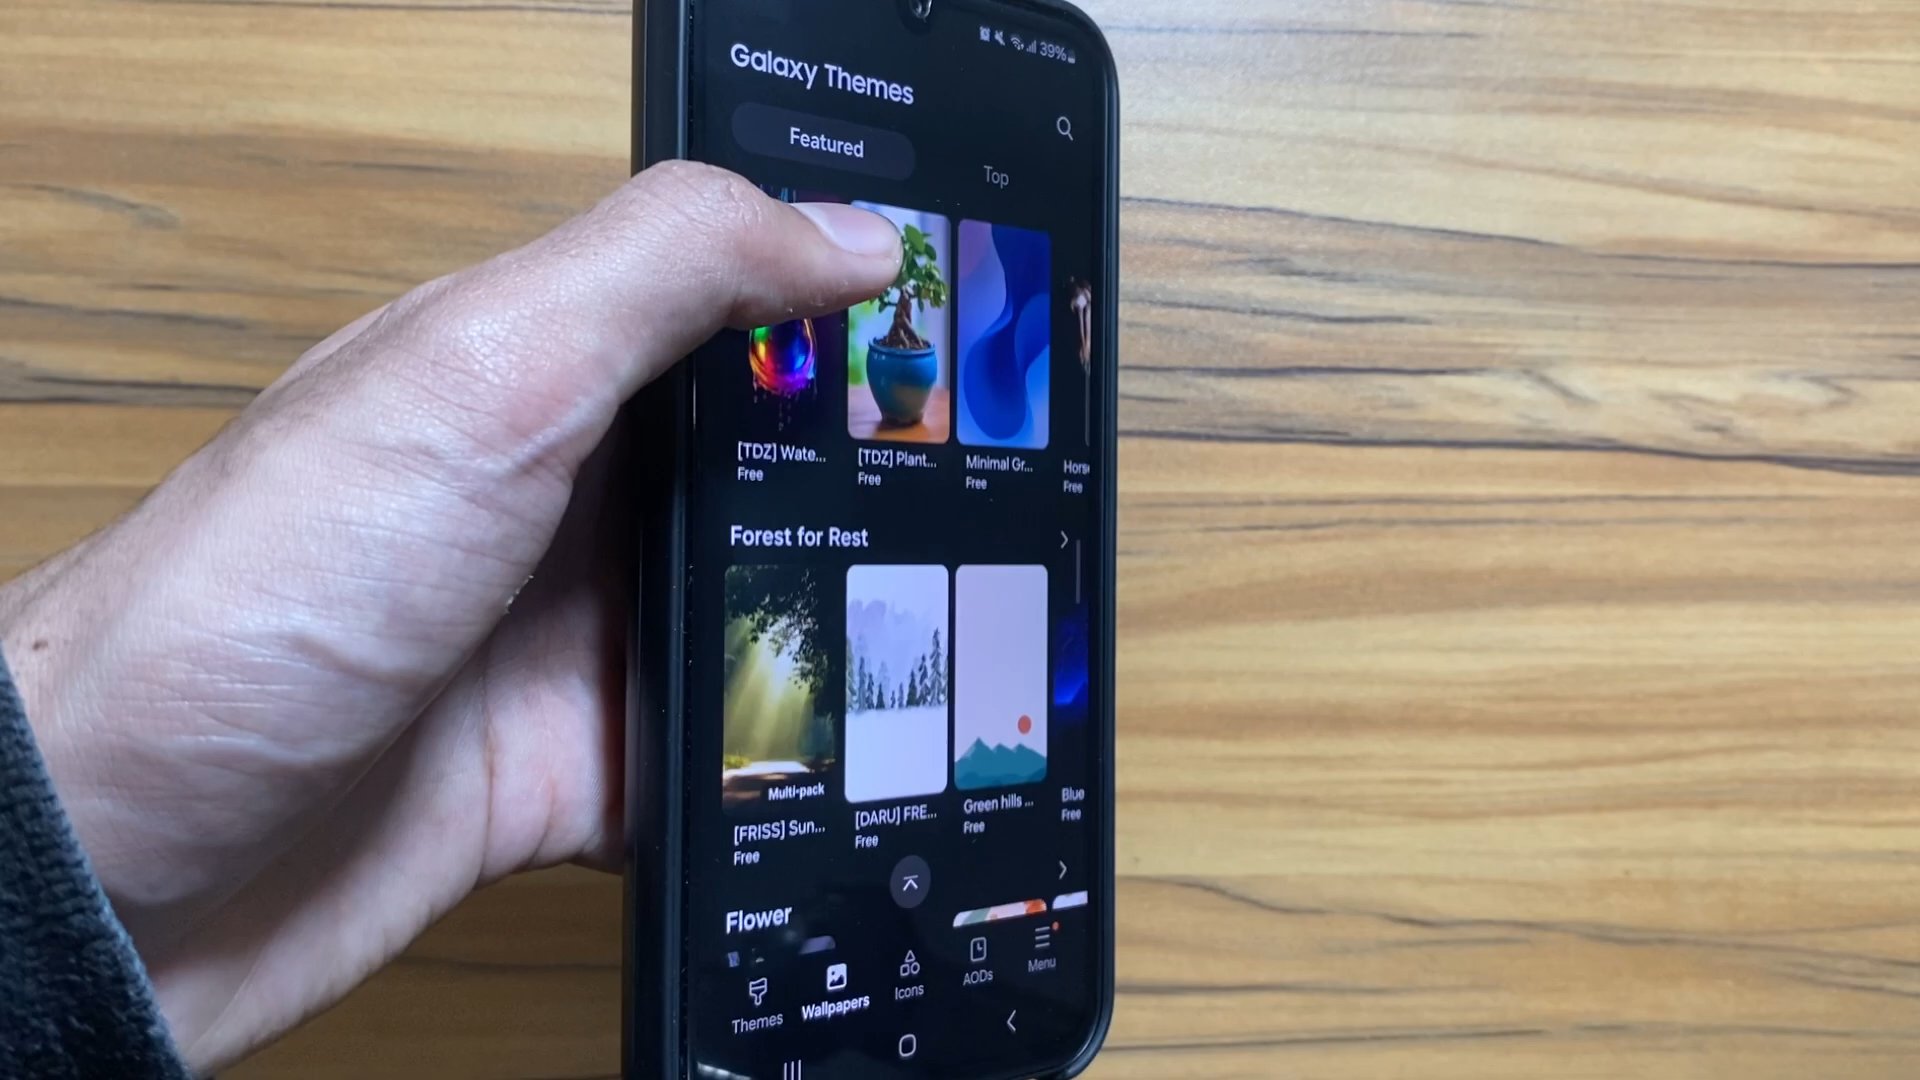 39%
Galaxy Themes
Featured
Top
[TDZ] Wate...
Free
[TDZ] Plant...
Free
Minimal Gr...
Free
Hors
Free
Forest for Rest
Multi-pack
[FRISS] Sun...
Free
[DARU] FRE...
Free
Green hills ...
Free
Blue
Free
Flower
Themes
Wallpapers
Icons
AODs
Menu